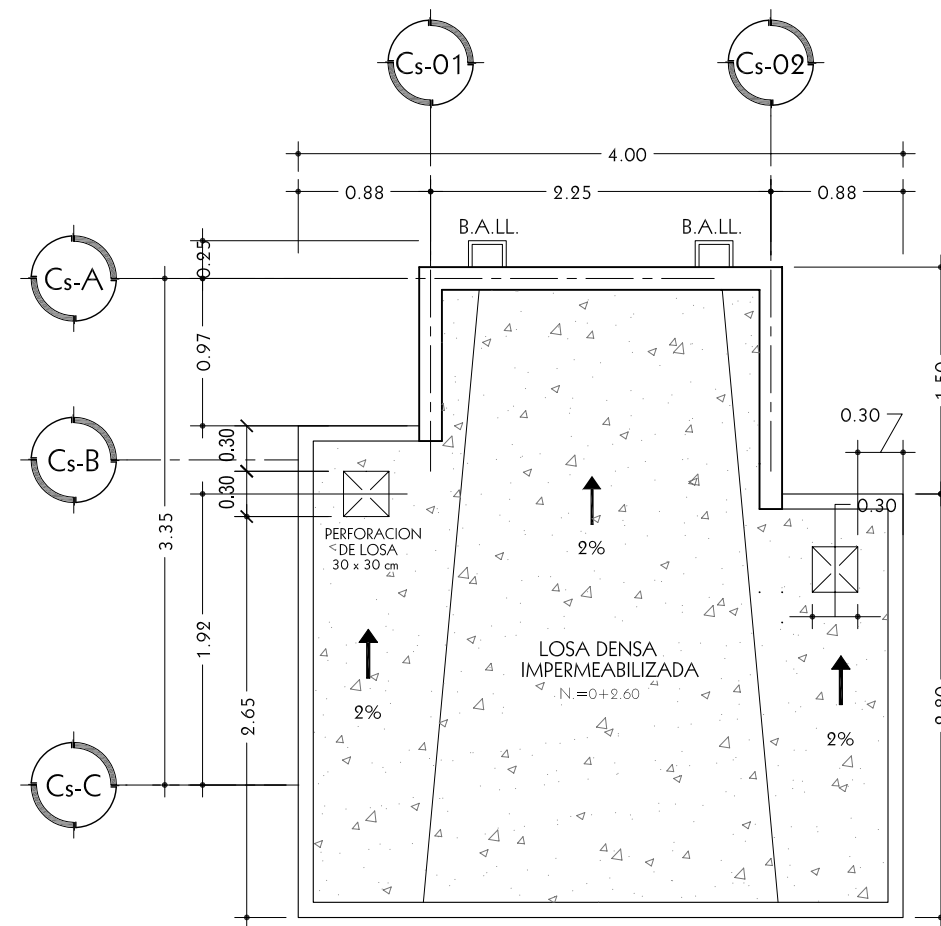 Cs-01
Cs-02
4.00
0.88
2.25
0.88
B.A.LL.
B.A.LL.
0.25
Cs-A
0.97
0.30
Cs-B
0.30
0.30
0.30
PERFORACION
DE LOSA
30 x 30 cm
3.35
2%
1.92
LOSA DENSA
IMPERMEABILIZADA
N.=0+2.60
2%
2.65
2%
Cs-C